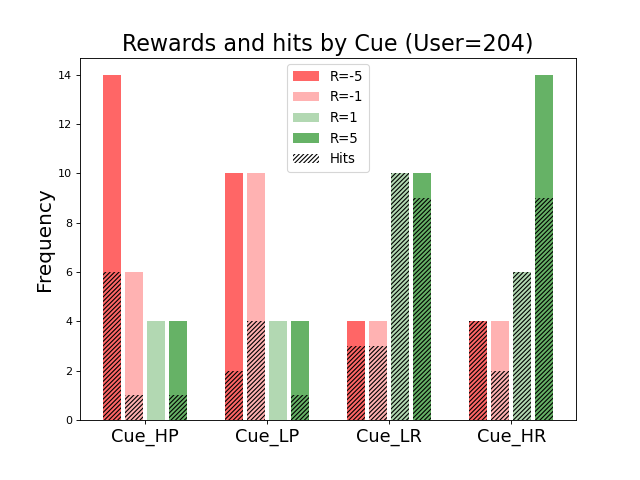 Rewards and hits by Cue (User=204)
R=-5
R=-1
R=1
R=5
Hits
Frequency
14
12
10
8
6
4
2
0
Cue_HP
Cue_LP
Cue_LR
Cue_HR